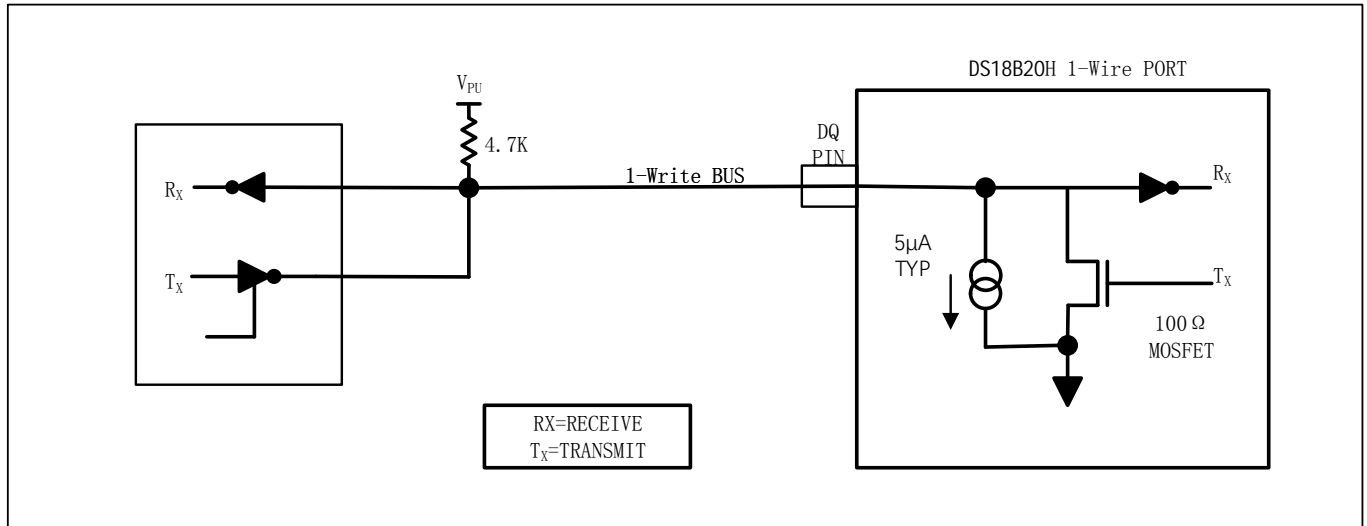 DS18B20H 1-Wire PORT
VPU
4.7K
DQ
PIN
1-Write BUS
RX
TX
RX
5μA
TYP
TX
100Ω
MOSFET
RX=RECEIVE
TX=TRANSMIT